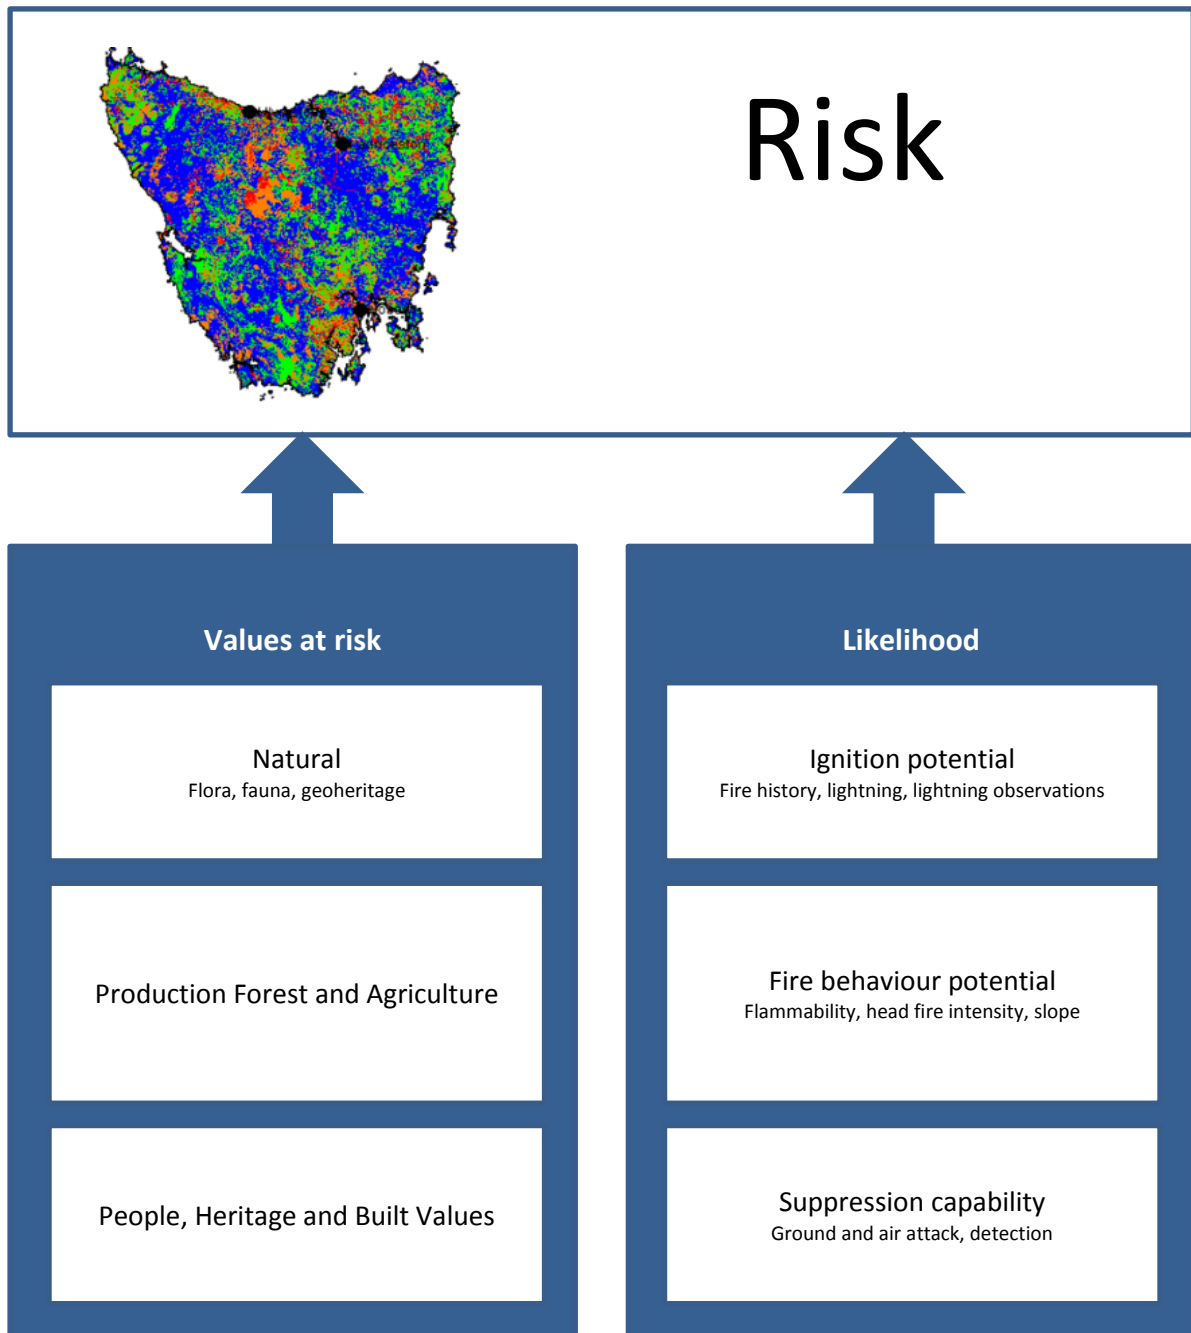 Risk
Values at risk
Natural
Flora, fauna, geoheritage
Production Forest and Agriculture
People, Heritage and Built Values
Likelihood
Ignition potential
Fire history, lightning, lightning observations
Fire behaviour potential
Flammability, head fire intensity, slope
Suppression capability
Ground and air attack, detection